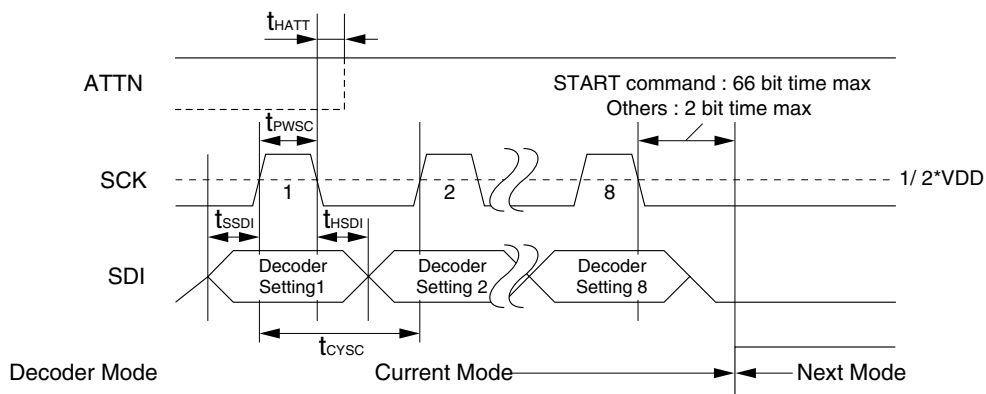 tHATT
ATTN
START command : 66 bit time max
Others : 2 bit time max
tPWSC
SCK
1
2
8
1/ 2*VDD
tSSDI
tHSDI
SDI
Decoder
Setting1
Decoder
Setting 2
Decoder
Setting 8
tCYSC
Decoder Mode
Current Mode
Next Mode